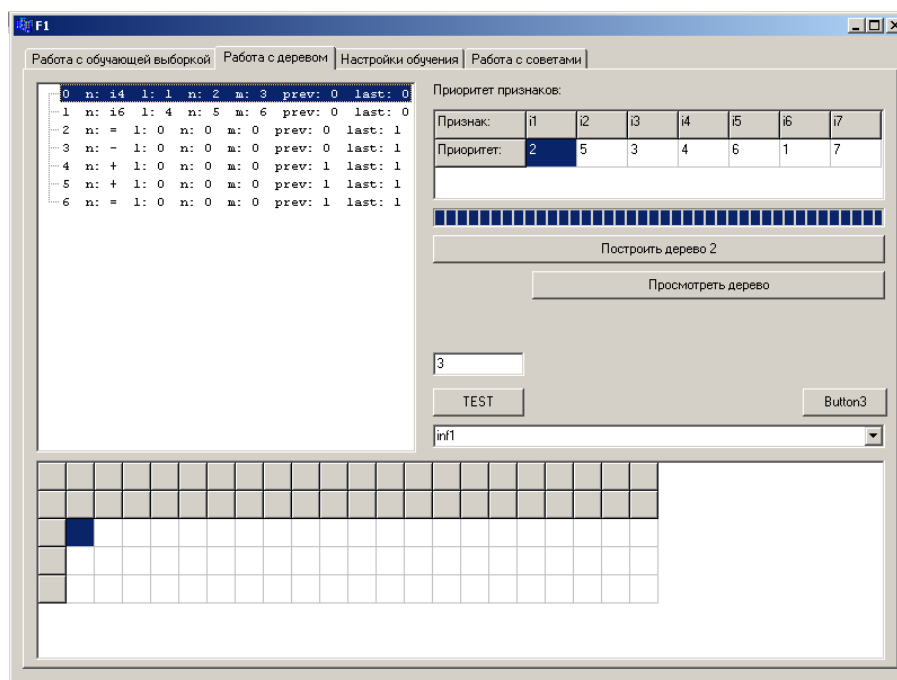 F1
Работа с обучающей выборкой Работа с деревом Настройки обучения Работа с советами
0 n: i4 l: 1 n: 2 m: 3 prev: 0 last: 0
1 n: i6 l: 4 n: 5 m: 6 prev: 0 last: 0
2 n: = l: 0 n: 0 m: 0 prev: 0 last: 1
3 n: - l: 0 n: 0 m: 0 prev: 0 last: 1
4 n: + l: 0 n: 0 m: 0 prev: 1 last: 1
5 n: + l: 0 n: 0 m: 0 prev: 1 last: 1
6 n: = l: 0 n: 0 m: 0 prev: 1 last: 1
Приоритет признаков:
Признак: i1 i2 i3 i4 i5 i6 i7
Приоритет: 2 5 3 4 6 1 7
Построить дерево 2
Просмотреть дерево
3
TEST Button3
inf1